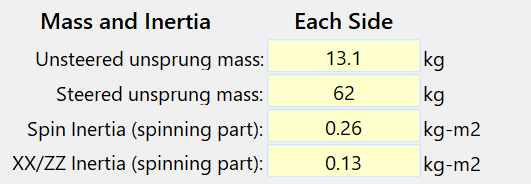 Mass and Inertia Each Side
Unsteered unsprung mass: 13.1 kg
Steered unsprung mass: 62 kg
Spin Inertia (spinning part): 0.26 kg-m2
XX/ZZ Inertia (spinning part): 0.13 kg-m2